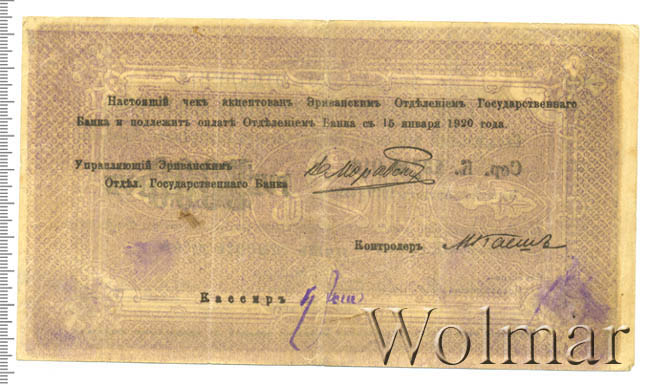 Настоящій чекъ акцептованъ Эриванскимъ Отдѣленіемъ Государственнаго
Банка и подлежитъ оплатѣ Отдѣленіемъ Банка съ 15 января 1920 года.
Управляющій Эриванскимъ
Отдѣл. Государственнаго Банка
Контролеръ
Кассиръ
Wolmar